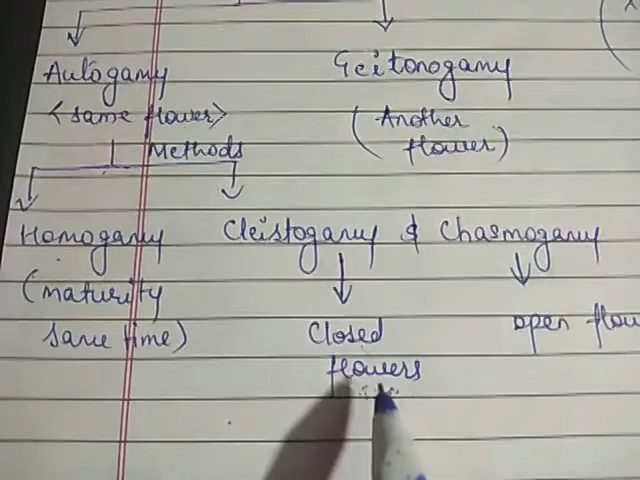 Autogamy Geitonogamy
<same flower> (Another
Methods flower)
Homogamy Cleistogamy & Chasmogamy
(maturity
same time) Closed open flow
flowers